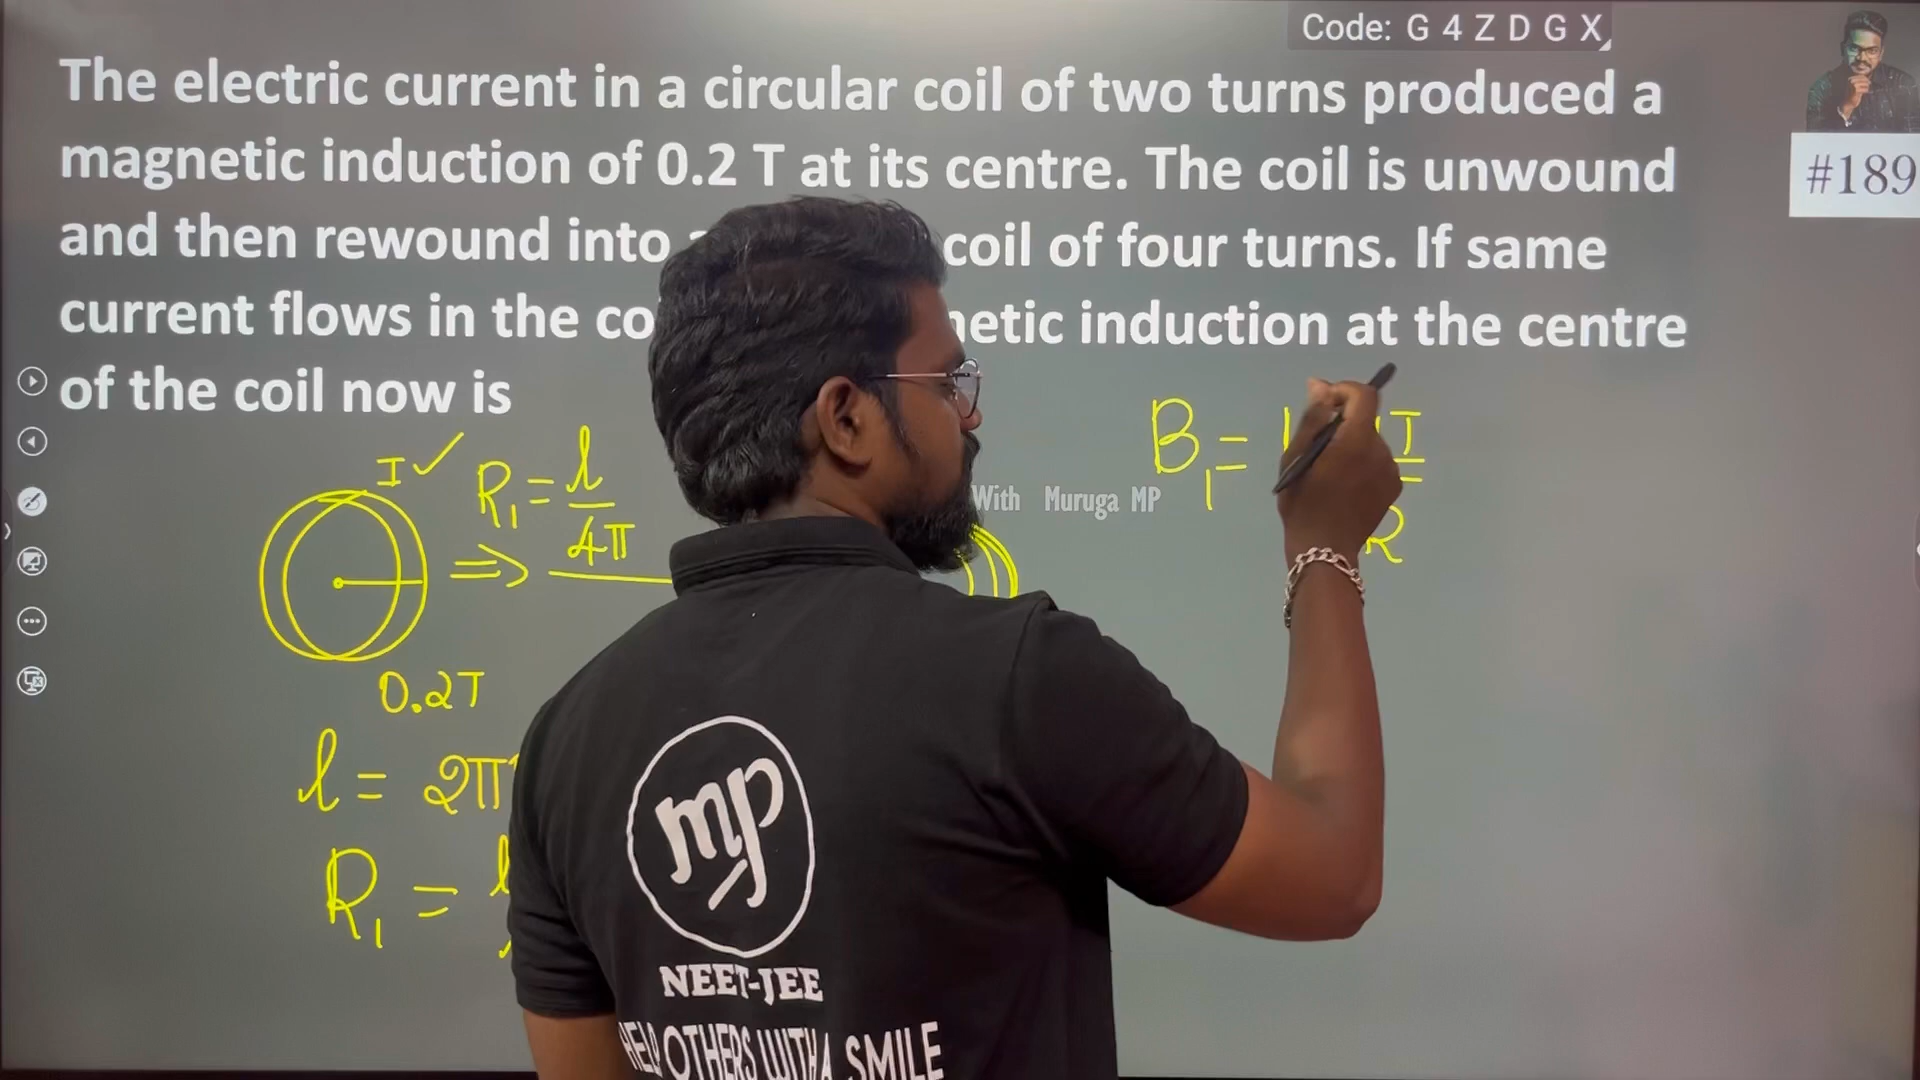 Code: G 4 Z D G X
#189
The electric current in a circular coil of two turns produced a
magnetic induction of 0.2 T at its centre. The coil is unwound
and then rewound into coil of four turns. If same
current flows in the netic induction at the centre
of the coil now is
I ✓
R₁ = l/4π
⇒
B₁ =
I
R
With Muruga MP
0.2T
l = 2π
R₁ =
mp
NEET-JEE
HELP OTHERS WITH A SMILE